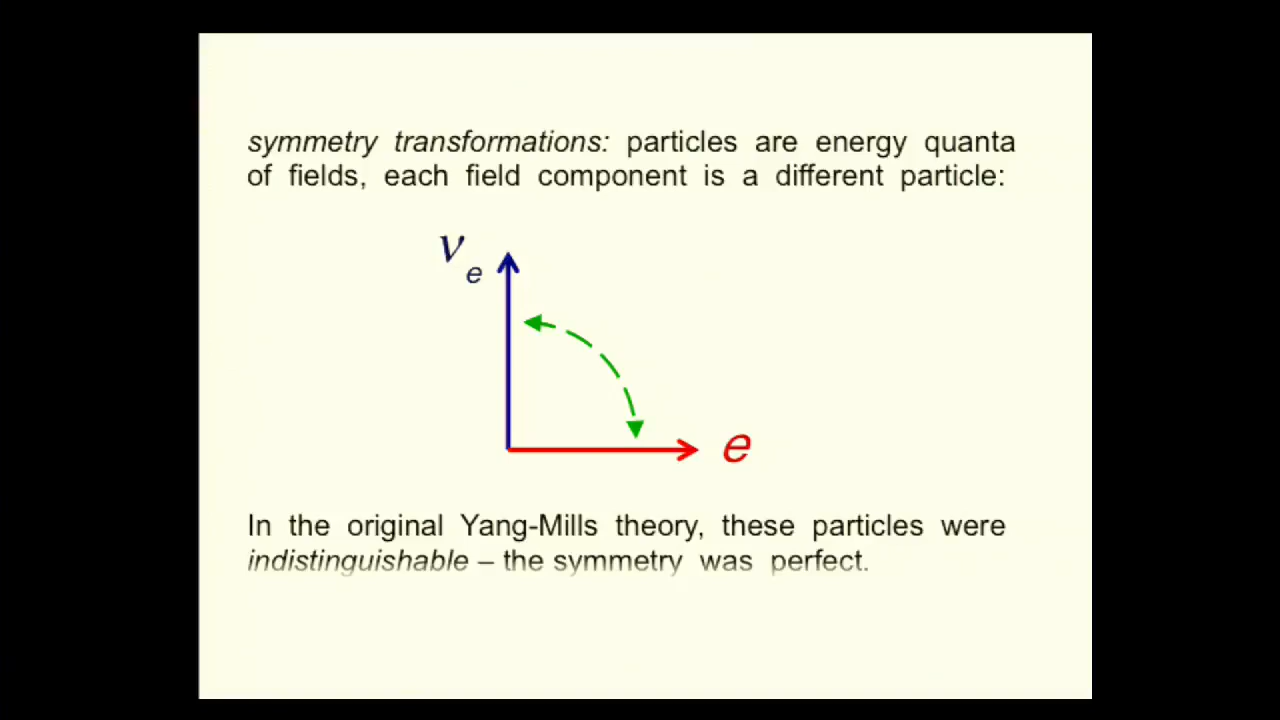 symmetry transformations: particles are energy quanta
of fields, each field component is a different particle:
νe
e
In the original Yang-Mills theory, these particles were
indistinguishable – the symmetry was perfect.